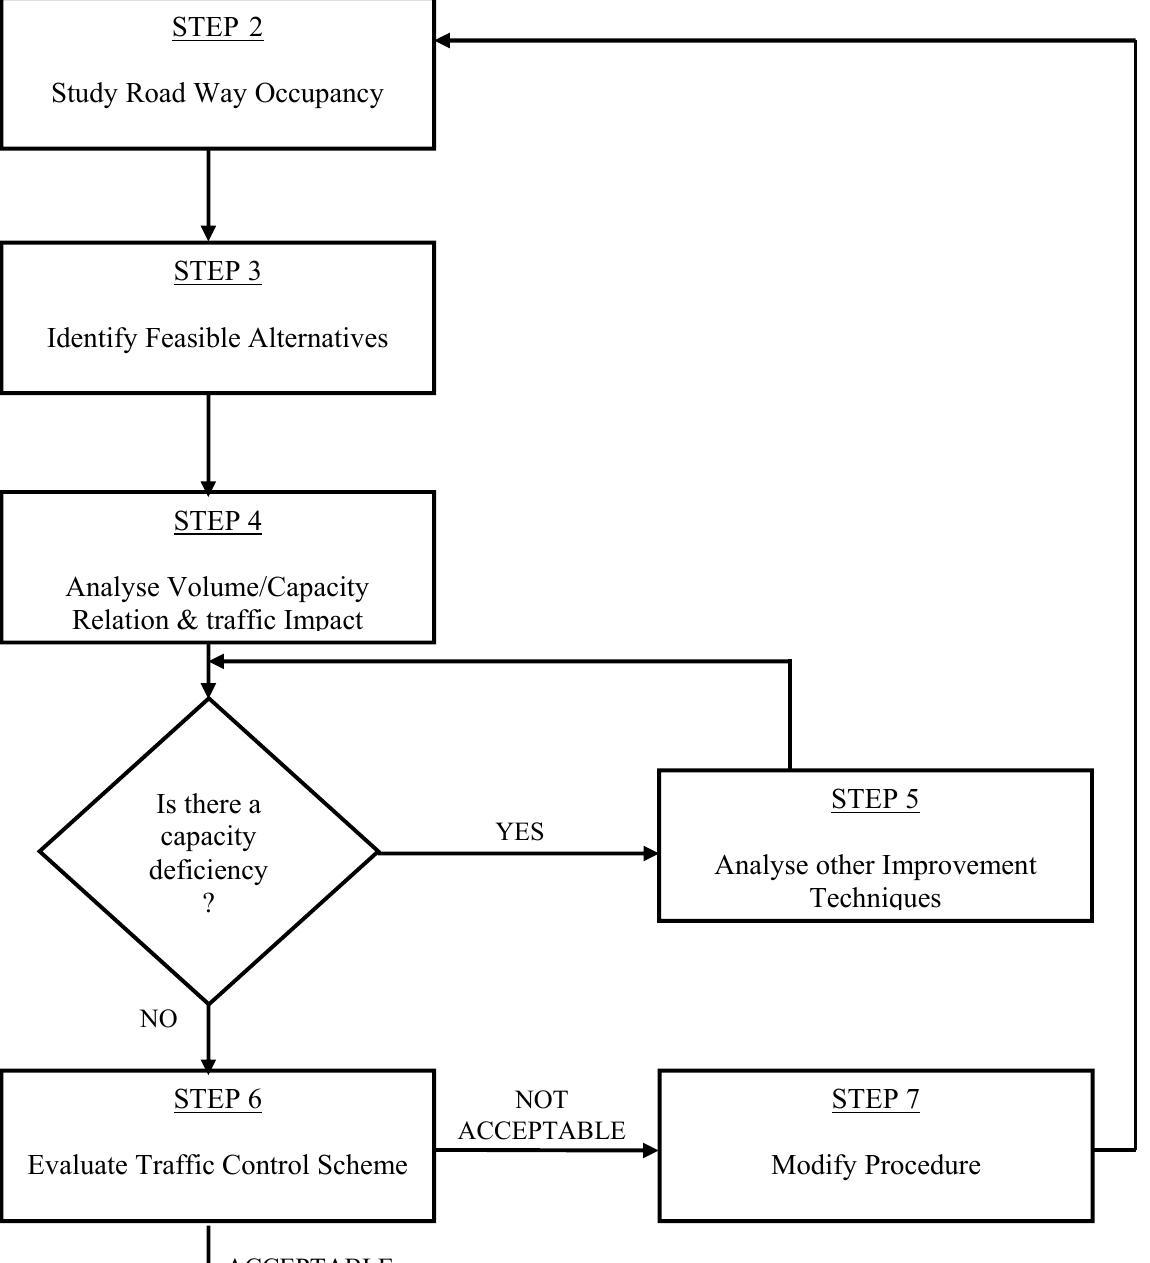 STEP 2
Study Road Way Occupancy
STEP 3
Identify Feasible Alternatives
STEP 4
Analyse Volume/Capacity
Relation & traffic Impact
Is there a
capacity
deficiency
?
YES
STEP 5
Analyse other Improvement
Techniques
NO
STEP 6
Evaluate Traffic Control Scheme
NOT
ACCEPTABLE
STEP 7
Modify Procedure
ACCEPTABLE